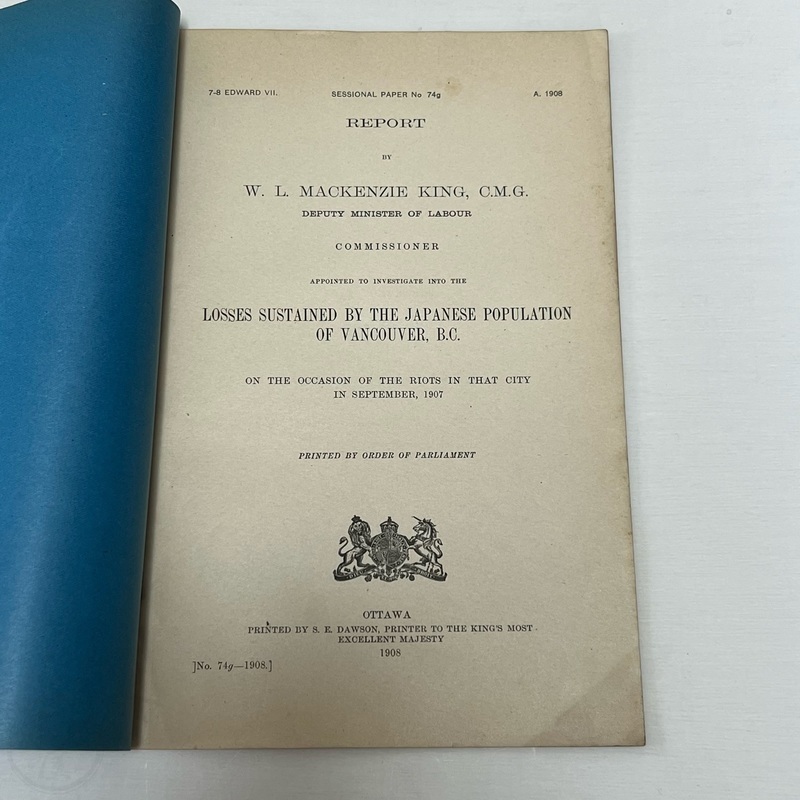 7-8 EDWARD VII. SESSIONAL PAPER No 74g A. 1908
REPORT
BY
W. L. MACKENZIE KING, C.M.G.
DEPUTY MINISTER OF LABOUR
COMMISSIONER
APPOINTED TO INVESTIGATE INTO THE
LOSSES SUSTAINED BY THE JAPANESE POPULATION
OF VANCOUVER, B.C.
ON THE OCCASION OF THE RIOTS IN THAT CITY
IN SEPTEMBER, 1907
PRINTED BY ORDER OF PARLIAMENT
OTTAWA
PRINTED BY S. E. DAWSON, PRINTER TO THE KING'S MOST
EXCELLENT MAJESTY
1908
]No. 74g—1908.]